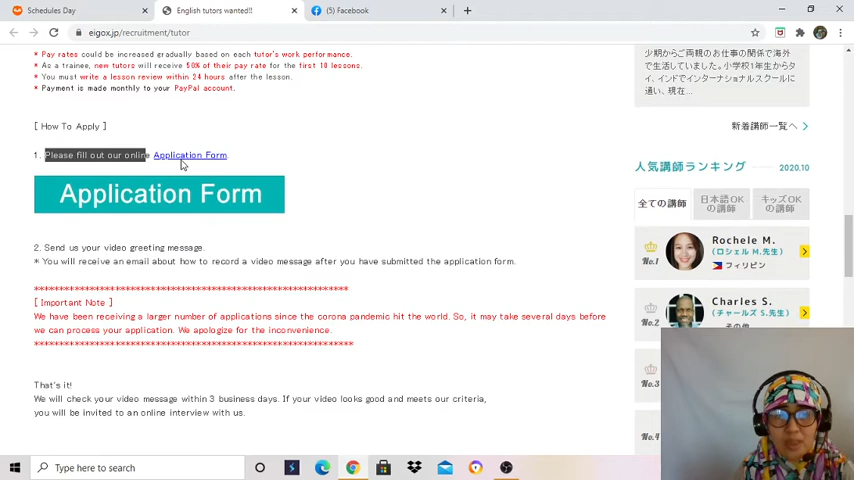 Schedules Day
English tutors wanted!!
(5) Facebook
eigox.jp/recruitment/tutor
* Pay rates could be increased gradually based on each tutor's work performance.
* As a trainee, new tutors will receive 50% of their pay rate for the first 10 lessons.
* You must write a lesson review within 24 hours after the lesson.
* Payment is made monthly to your PayPal account.
[ How To Apply ]
1. Please fill out our online Application Form.
Application Form
2. Send us your video greeting message.
* You will receive an email about how to record a video message after you have submitted the application form.
[ Important Note ]
We have been receiving a larger number of applications since the corona pandemic hit the world. So, it may take several days before
we can process your application. We apologize for the inconvenience.
That's it!
We will check your video message within 3 business days. If your video looks good and meets our criteria,
you will be invited to an online interview with us.
少期からご両親のお仕事の関係で海外
で生活していました。小学校1年生からタ
イ、インドでインターナショナルスクールに
通い、現在...
新着講師一覧へ
人気講師ランキング 2020.10
全ての講師
日本語OK
の講師
キッズOK
の講師
No.1
Rochele M.
(ロシェル M.先生)
フィリピン
No.2
Charles S.
(チャールズ S.先生)
その他
No.3
No.4
Type here to search